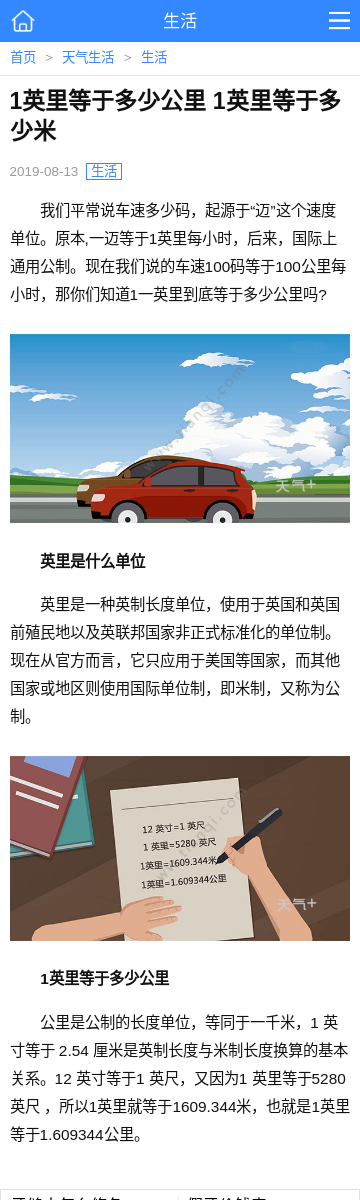 生活
首页 > 天气生活 > 生活
1英里等于多少公里 1英里等于多
少米
2019-08-13 生活
我们平常说车速多少码，起源于“迈”这个速度
单位。原本,一迈等于1英里每小时，后来，国际上
通用公制。现在我们说的车速100码等于100公里每
小时，那你们知道1一英里到底等于多少公里吗?
www.tianqi.com
天气+
英里是什么单位
英里是一种英制长度单位，使用于英国和英国
前殖民地以及英联邦国家非正式标准化的单位制。
现在从官方而言，它只应用于美国等国家，而其他
国家或地区则使用国际单位制，即米制，又称为公
制。
12 英寸=1 英尺
1 英里=5280 英尺
1英里=1609.344米
1英里=1.609344公里
www.tianqi.com
天气+
1英里等于多少公里
公里是公制的长度单位，等同于一千米，1 英
寸等于 2.54 厘米是英制长度与米制长度换算的基本
关系。12 英寸等于1 英尺，又因为1 英里等于5280
英尺 ，所以1英里就等于1609.344米，也就是1英里
等于1.609344公里。